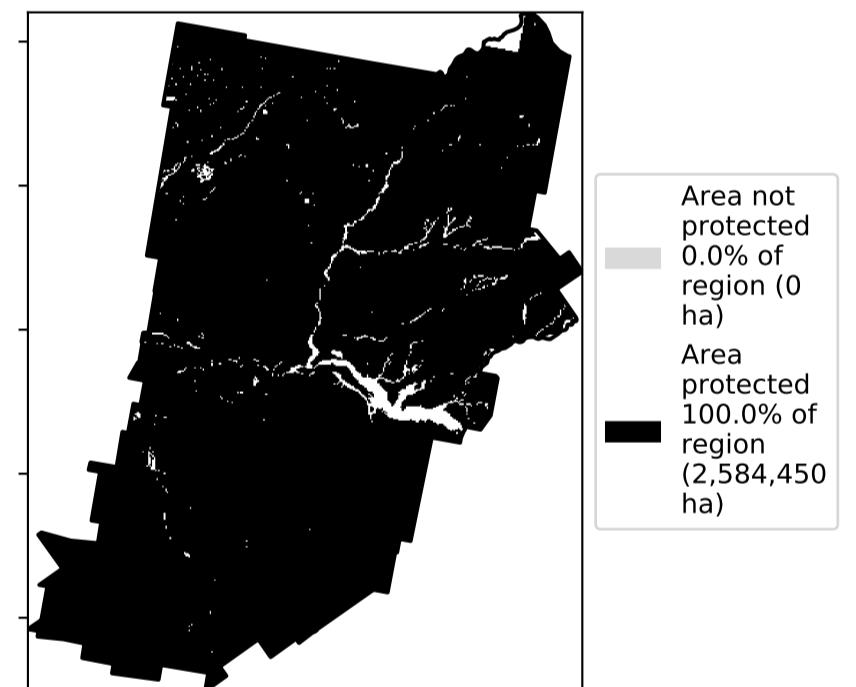 Area not
protected
0.0% of
region (0
ha)
Area
protected
100.0% of
region
(2,584,450
ha)